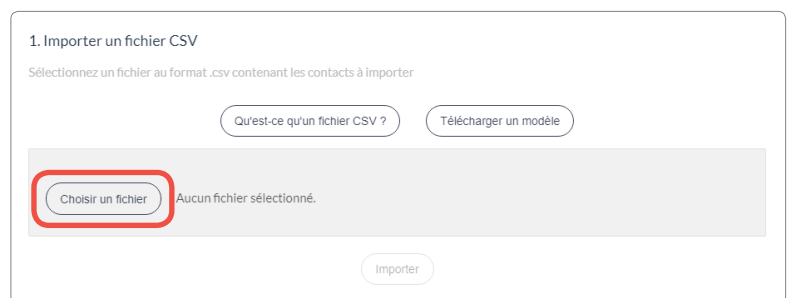 1. Importer un fichier CSV
Sélectionnez un fichier au format .csv contenant les contacts à importer
Qu'est-ce qu'un fichier CSV ? Télécharger un modèle
Choisir un fichier Aucun fichier sélectionné.
Importer